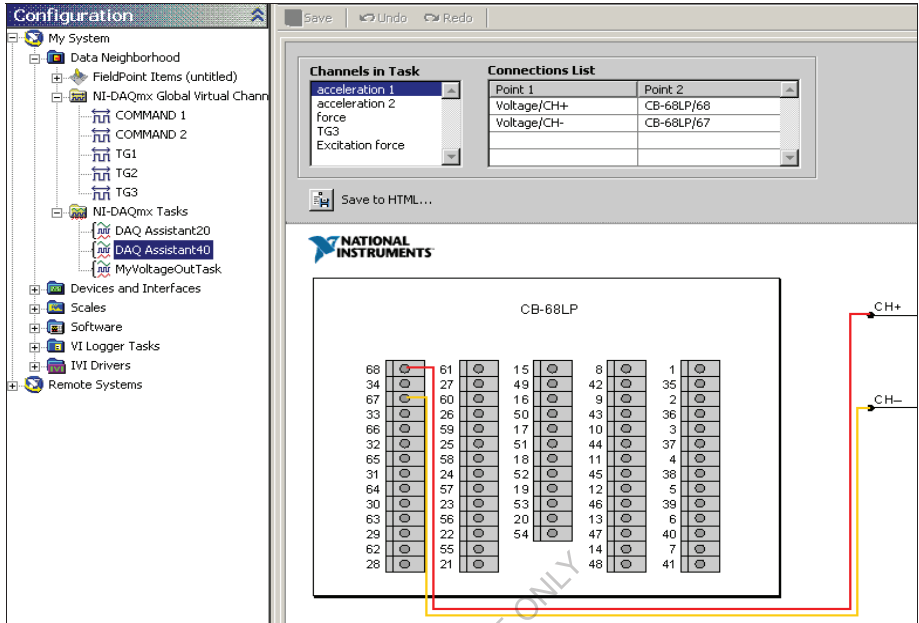 Configuration
My System
Data Neighborhood
FieldPoint Items (untitled)
NI-DAQmx Global Virtual Chann
COMMAND 1
COMMAND 2
TG1
TG2
TG3
NI-DAQmx Tasks
DAQ Assistant20
DAQ Assistant40
MyVoltageOutTask
Devices and Interfaces
Scales
Software
VI Logger Tasks
IVI Drivers
Remote Systems
Save Undo Redo
Channels in Task
acceleration 1
acceleration 2
force
TG3
Excitation force
Connections List
Point 1 Point 2
Voltage/CH+ CB-68LP/68
Voltage/CH- CB-68LP/67
Save to HTML...
NATIONAL
INSTRUMENTS
CB-68LP
CH+
CH−
68 61 15 8 1
34 27 49 42 35
67 60 16 9 2
33 26 50 43 36
66 59 17 10 3
32 25 51 44 37
65 58 18 11 4
31 24 52 45 38
64 57 19 12 5
30 23 53 46 39
63 56 20 13 6
29 22 54 47 40
62 55 14 7
28 21 48 41
ONLY